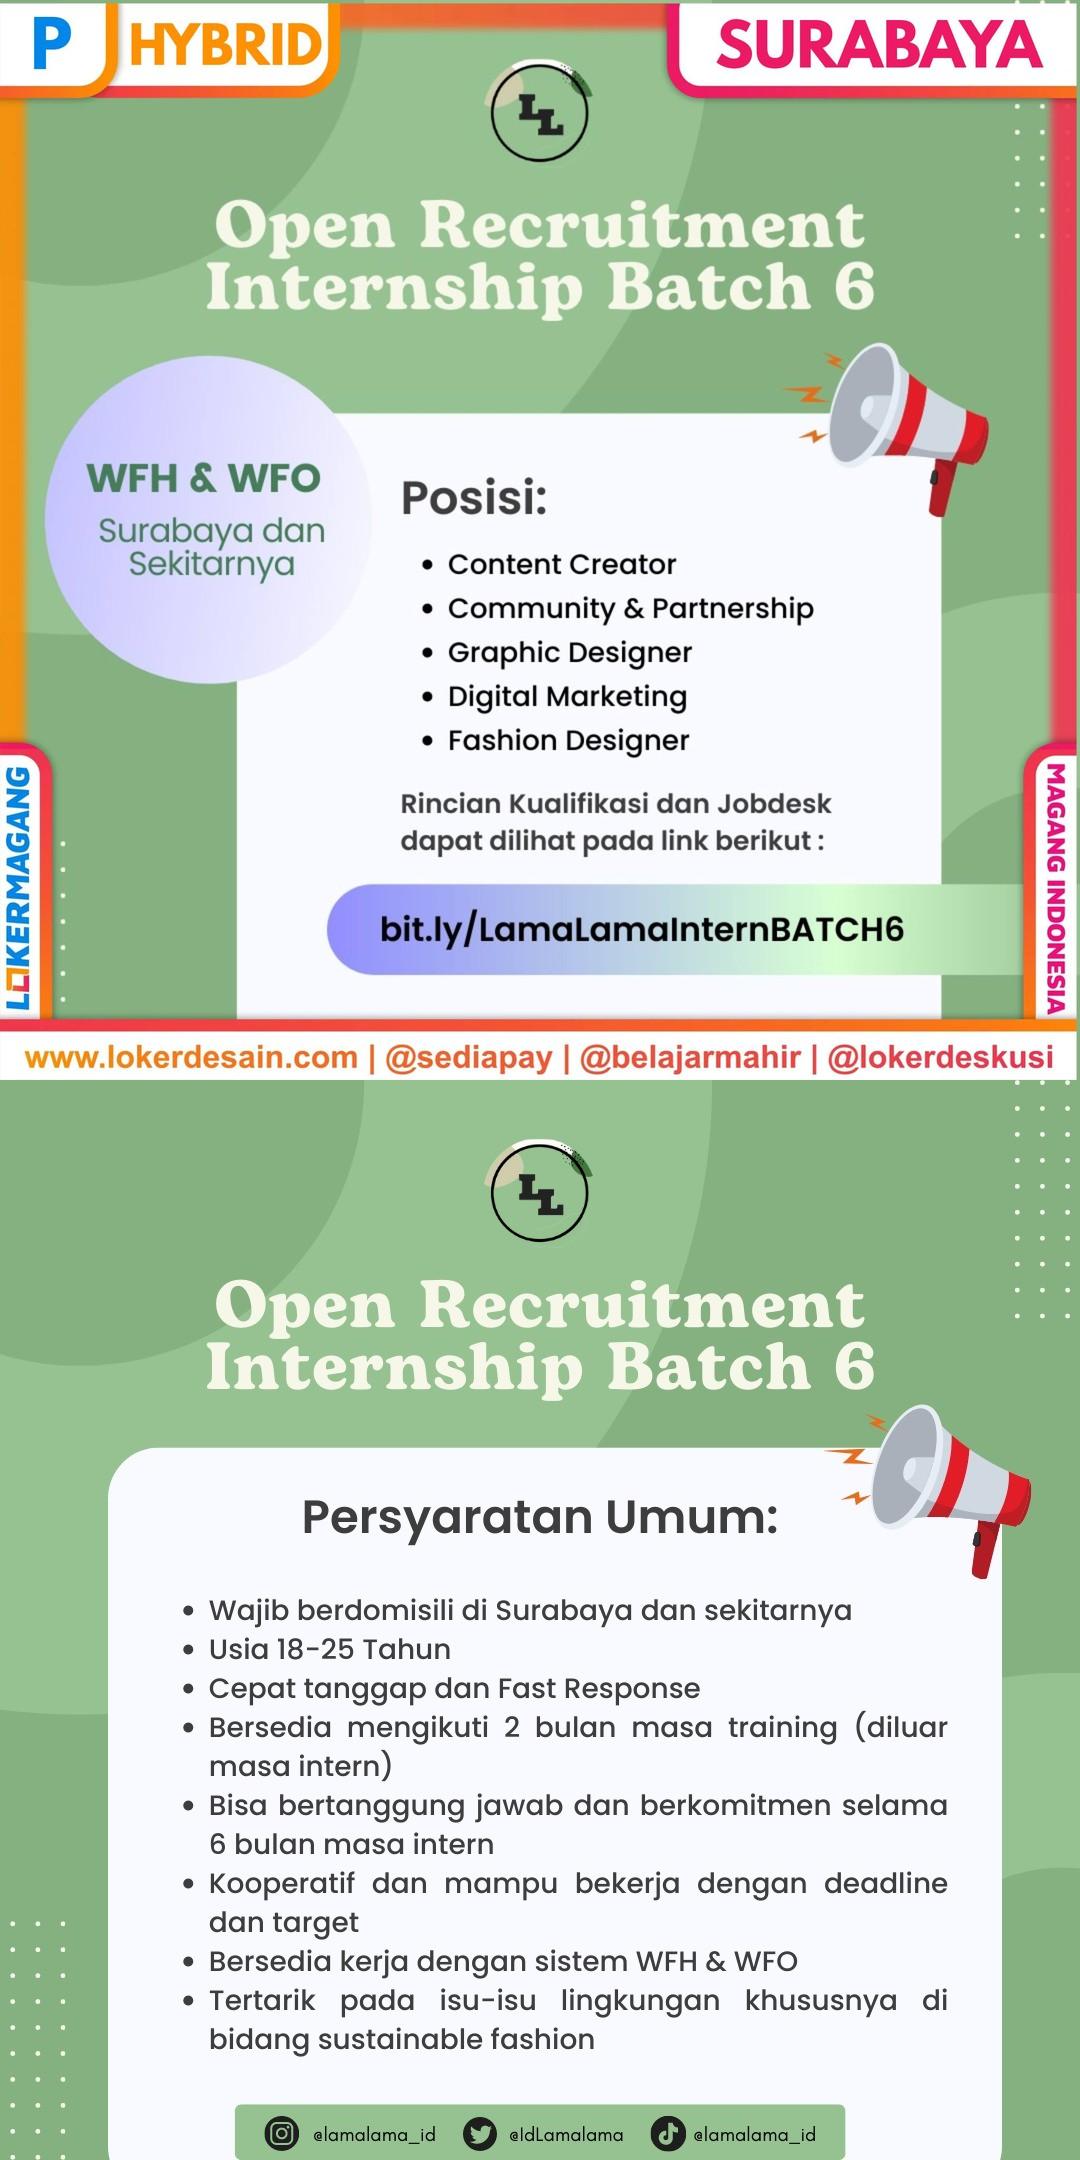 P
HYBRID
SURABAYA
LL
Open Recruitment
Internship Batch 6
WFH & WFO
Surabaya dan
Sekitarnya
Posisi:
• Content Creator
• Community & Partnership
• Graphic Designer
• Digital Marketing
• Fashion Designer
Rincian Kualifikasi dan Jobdesk
dapat dilihat pada link berikut :
bit.ly/LamaLamaInternBATCH6
LOKERMAGANG
MAGANG INDONESIA
www.lokerdesain.com | @sediapay | @belajarmahir | @lokerdeskusi
LL
Open Recruitment
Internship Batch 6
Persyaratan Umum:
• Wajib berdomisili di Surabaya dan sekitarnya
• Usia 18-25 Tahun
• Cepat tanggap dan Fast Response
• Bersedia mengikuti 2 bulan masa training (diluar
masa intern)
• Bisa bertanggung jawab dan berkomitmen selama
6 bulan masa intern
• Kooperatif dan mampu bekerja dengan deadline
dan target
• Bersedia kerja dengan sistem WFH & WFO
• Tertarik pada isu-isu lingkungan khususnya di
bidang sustainable fashion
@lamalama_id @IdLamalama @lamalama_id